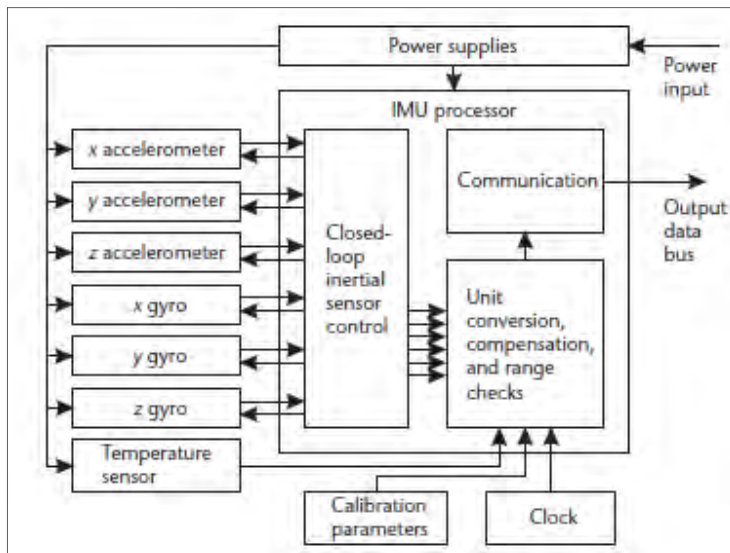 Power supplies
Power
input
IMU processor
x accelerometer
y accelerometer
z accelerometer
x gyro
y gyro
z gyro
Temperature
sensor
Closed-
loop
inertial
sensor
control
Communication
Output
data
bus
Unit
conversion,
compensation,
and range
checks
Calibration
parameters
Clock